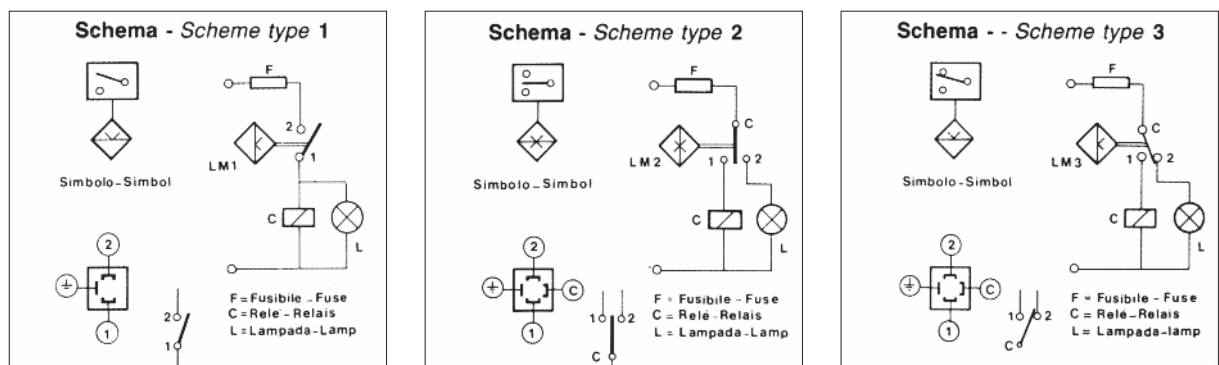 Schema - Scheme type 1
F
2
1
LM1
Simbolo-Simbol
C
L
2
1
2
1
F = Fusibile - Fuse
C = Relè - Relais
L = Lampada-Lamp
Schema - Scheme type 2
F
C
LM2
1
2
Simbolo-Simbol
C
L
2
C
1
1
2
C
F = Fusibile - Fuse
C = Relé - Relais
L = Lampada-Lamp
Schema - - Scheme type 3
F
C
LM3
1
2
Simbolo-Simbol
C
L
2
C
1
1
2
C
F = Fusibile - Fuse
C = Relé - Relais
L = Lampada-lamp